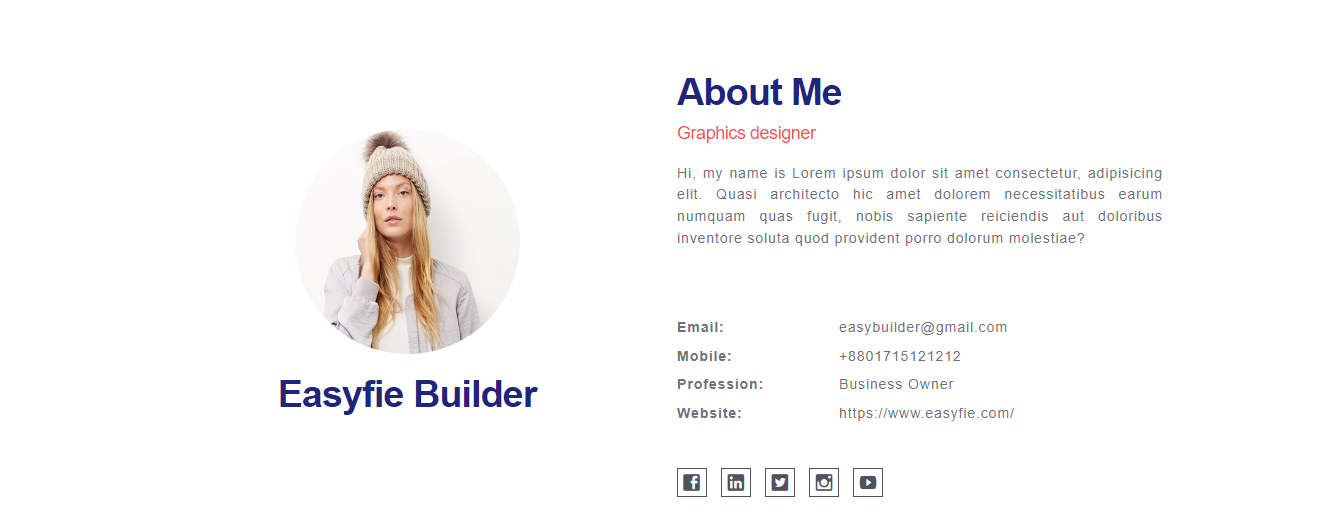 About Me
Graphics designer
Hi, my name is Lorem ipsum dolor sit amet consectetur, adipisicing
elit. Quasi architecto hic amet dolorem necessitatibus earum
numquam quas fugit, nobis sapiente reiciendis aut doloribus
inventore soluta quod provident porro dolorum molestiae?
Easyfie Builder
Email: easybuilder@gmail.com
Mobile: +8801715121212
Profession: Business Owner
Website: https://www.easyfie.com/